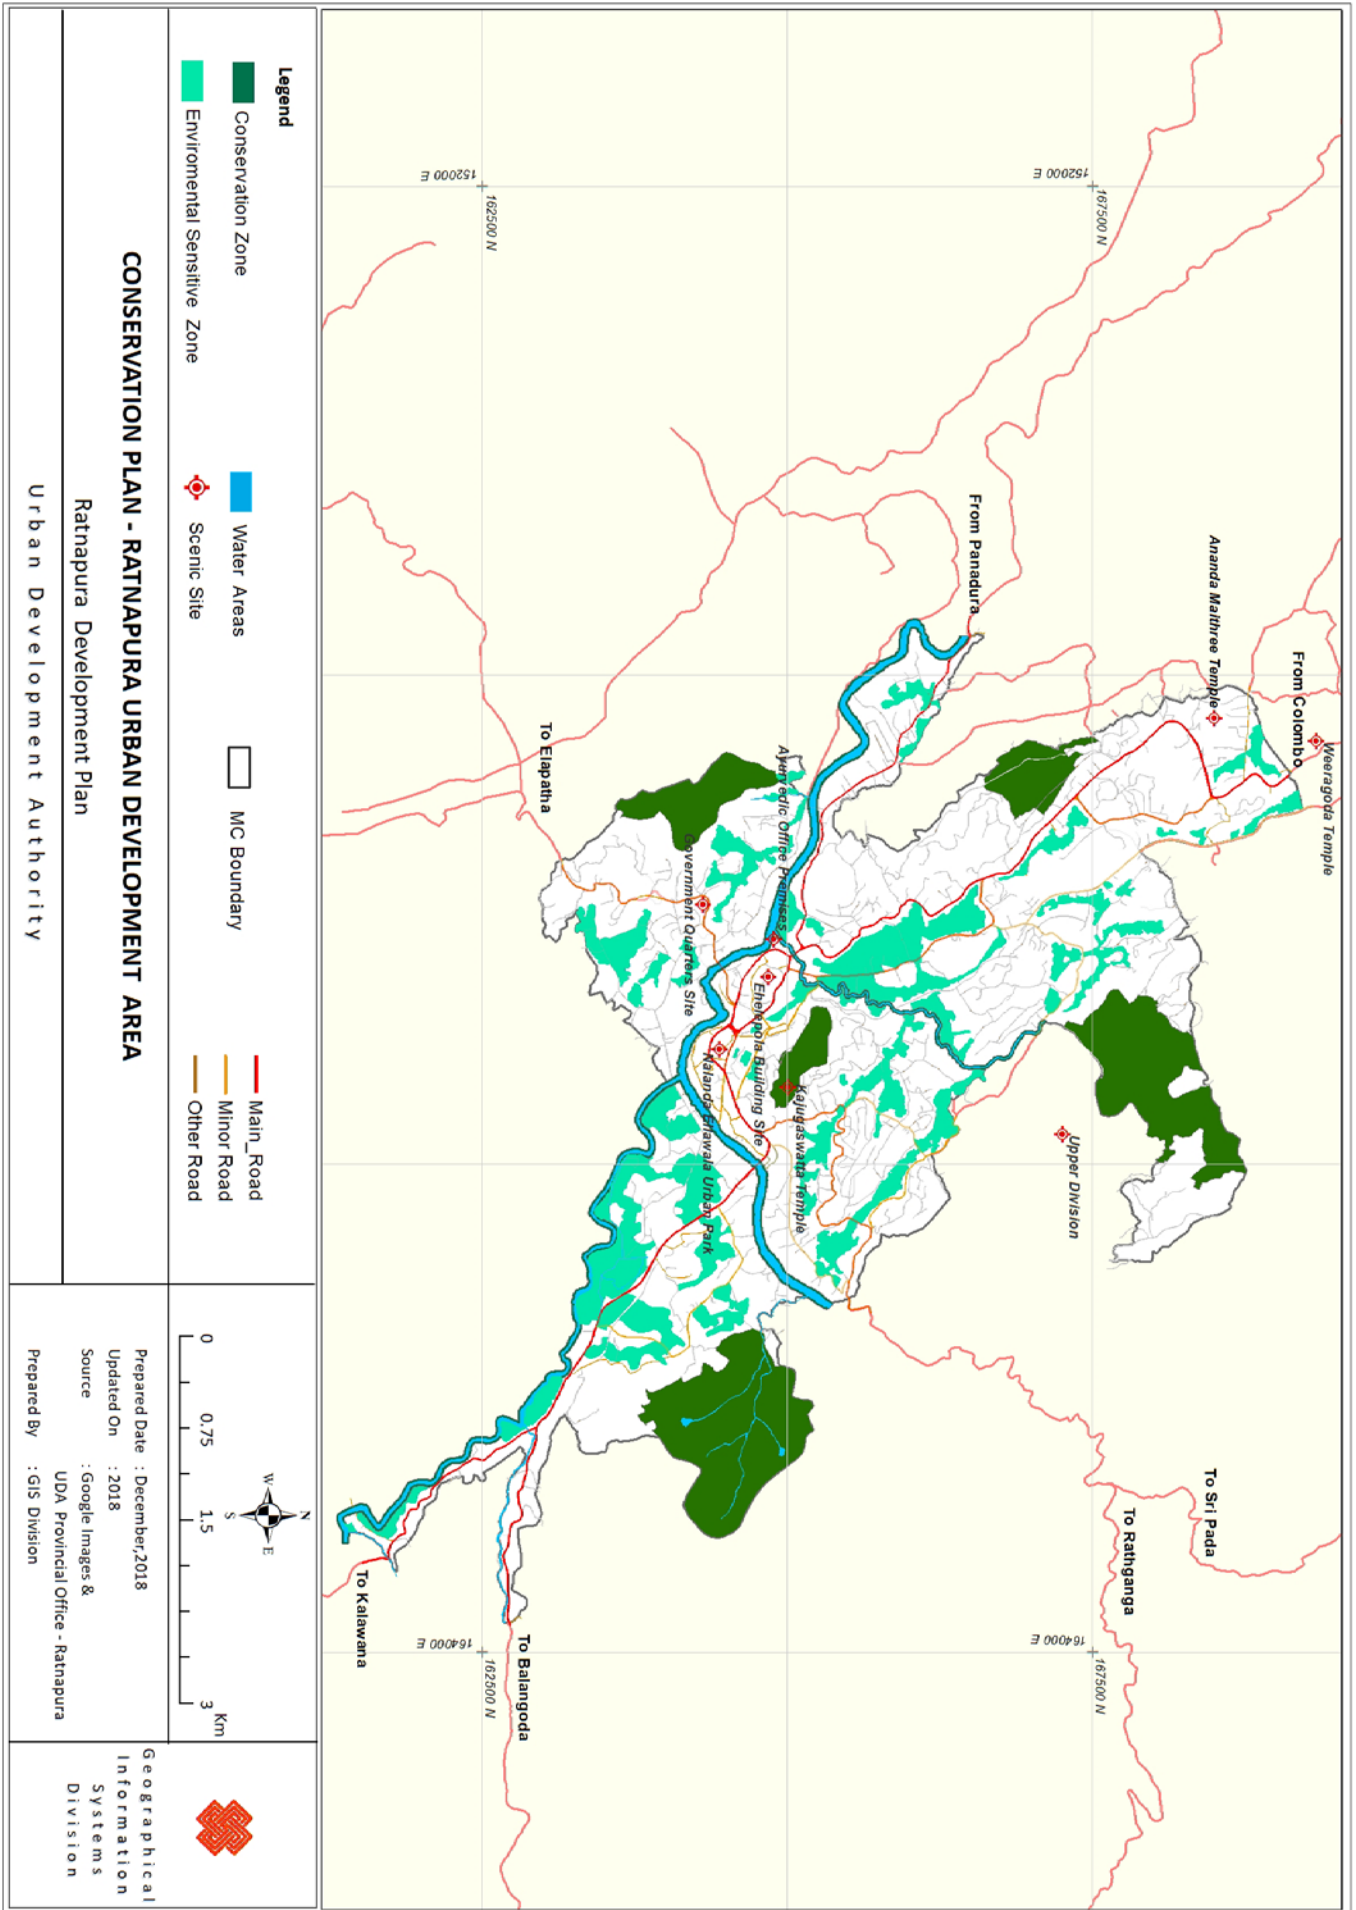 Weeragoda Temple
From Colombo
Ananda Maithree Temple
To Sri Pada
To Rathganga
152000 E
167500 N
Upper Division
164000 E
167500 N
From Panadura
Kajugaswatta Temple
Ayurvedic Office Premises
Ehelepola Building Site
Nalanda Ellawala Urban Park
Government Quarters Site
To Elapatha
To Balangoda
152000 E
162500 N
164000 E
162500 N
To Kalawana
Legend
Conservation Zone
Enviromental Sensitive Zone
Water Areas
Scenic Site
MC Boundary
Main_Road
Minor Road
Other Road
CONSERVATION PLAN - RATNAPURA URBAN DEVELOPMENT AREA
Ratnapura Development Plan
Urban Development Authority
N
W
E
S
0 0.75 1.5 3
Km
Prepared Date : December,2018
Updated On : 2018
Source : Google Images &
UDA Provincial Office - Ratnapura
Prepared By : GIS Division
Geographical
Information
Systems
Division